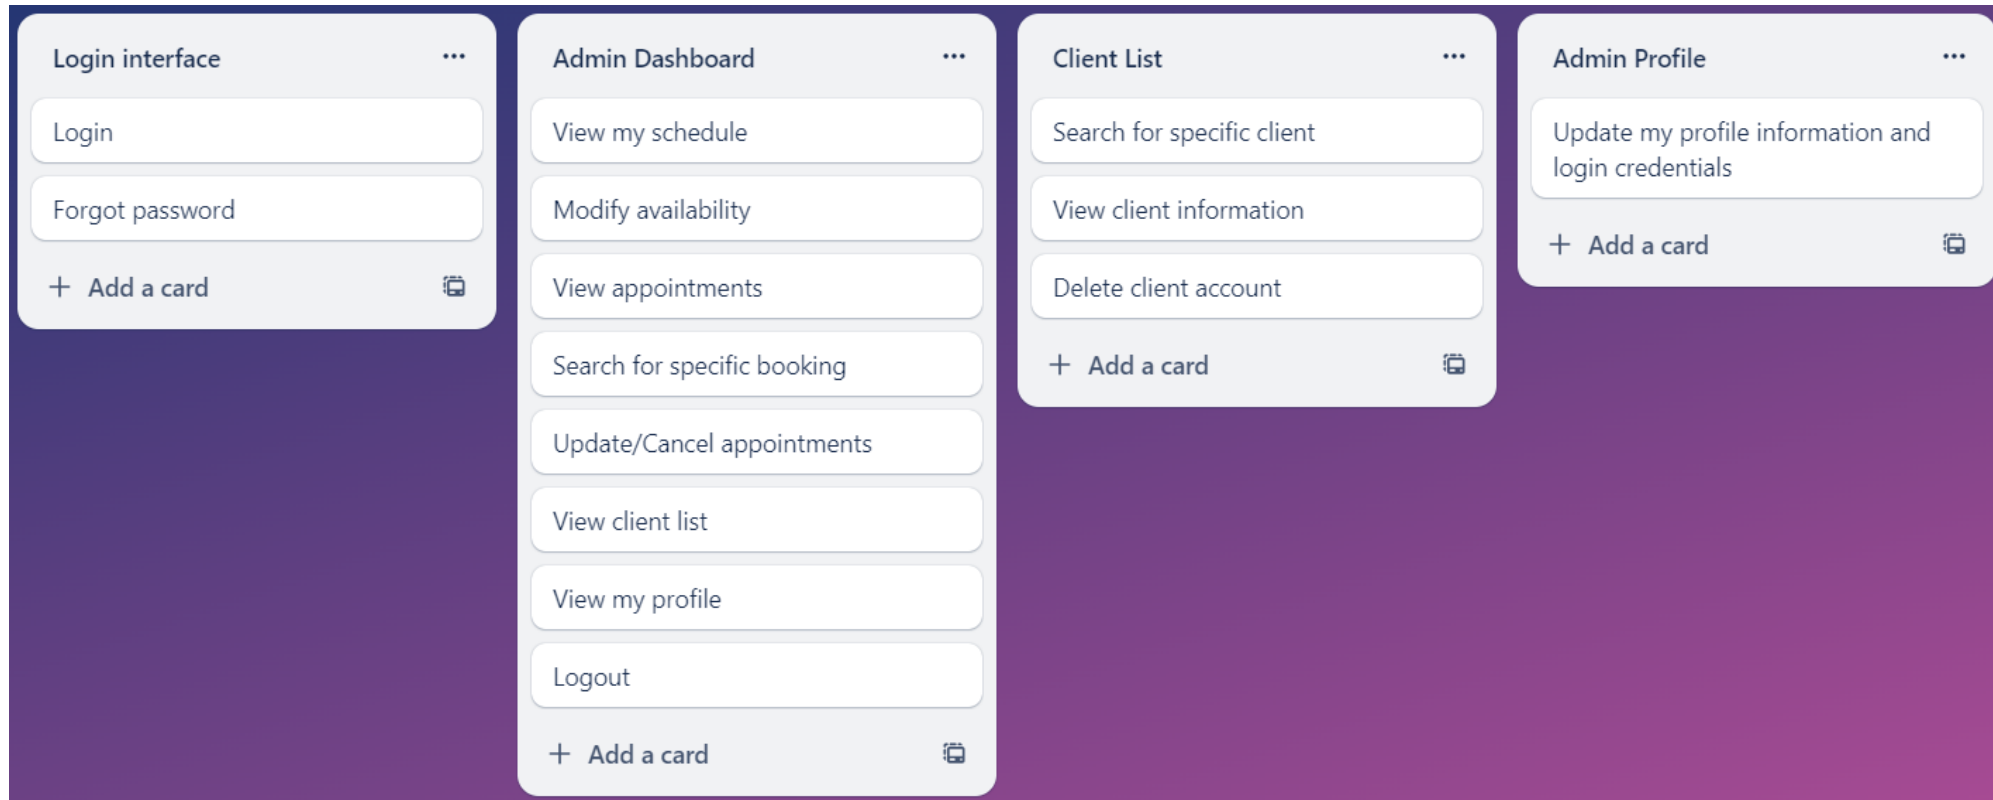 Login interface
Login
Forgot password
Add a card
Admin Dashboard
View my schedule
Modify availability
View appointments
Search for specific booking
Update/Cancel appointments
View client list
View my profile
Logout
Add a card
Client List
Search for specific client
View client information
Delete client account
Add a card
Admin Profile
Update my profile information and
login credentials
Add a card